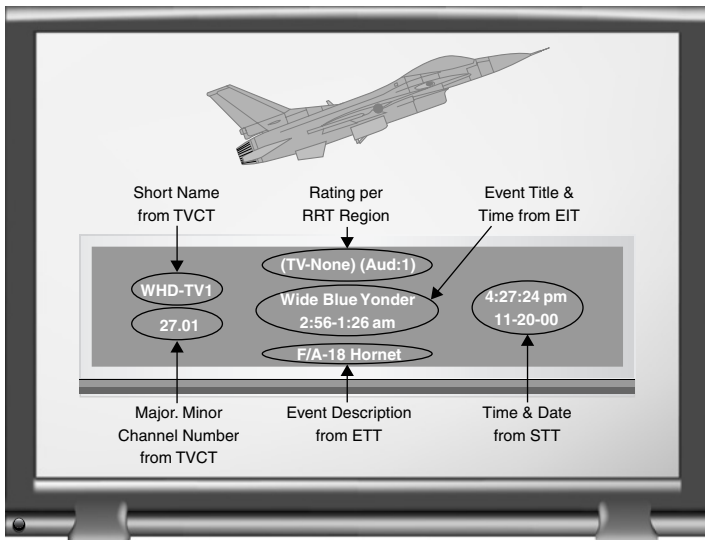 Short Name
from TVCT
Rating per
RRT Region
Event Title &
Time from EIT
(TV-None) (Aud:1)
WHD-TV1
27.01
Wide Blue Yonder
2:56-1:26 am
4:27:24 pm
11-20-00
F/A-18 Hornet
Major. Minor
Channel Number
from TVCT
Event Description
from ETT
Time & Date
from STT